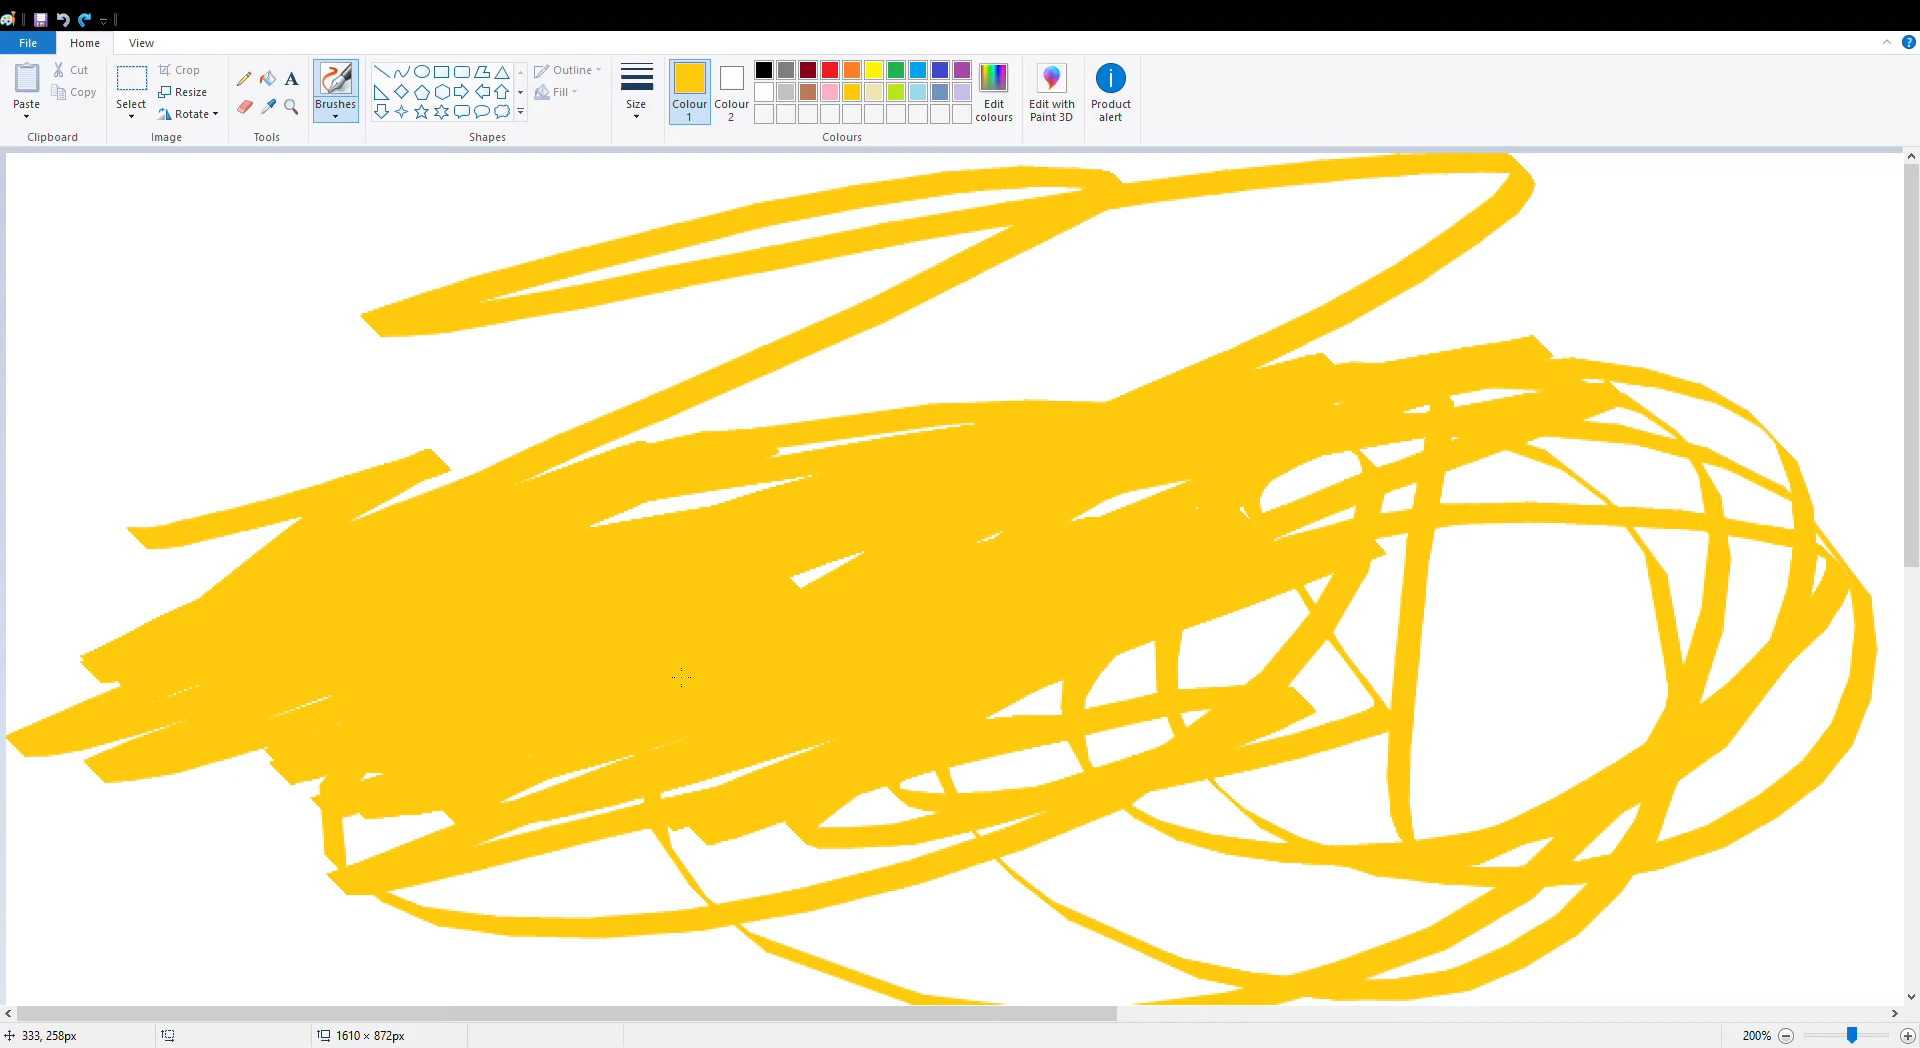 File Home View ?
Paste Cut Copy Clipboard
Select Crop Resize Rotate Image
A Tools
Brushes
Outline Fill Shapes
Size
Colour 1 Colour 2 Edit colours Colours
Edit with Paint 3D
i Product alert
333, 258px 1610 × 872px 200%